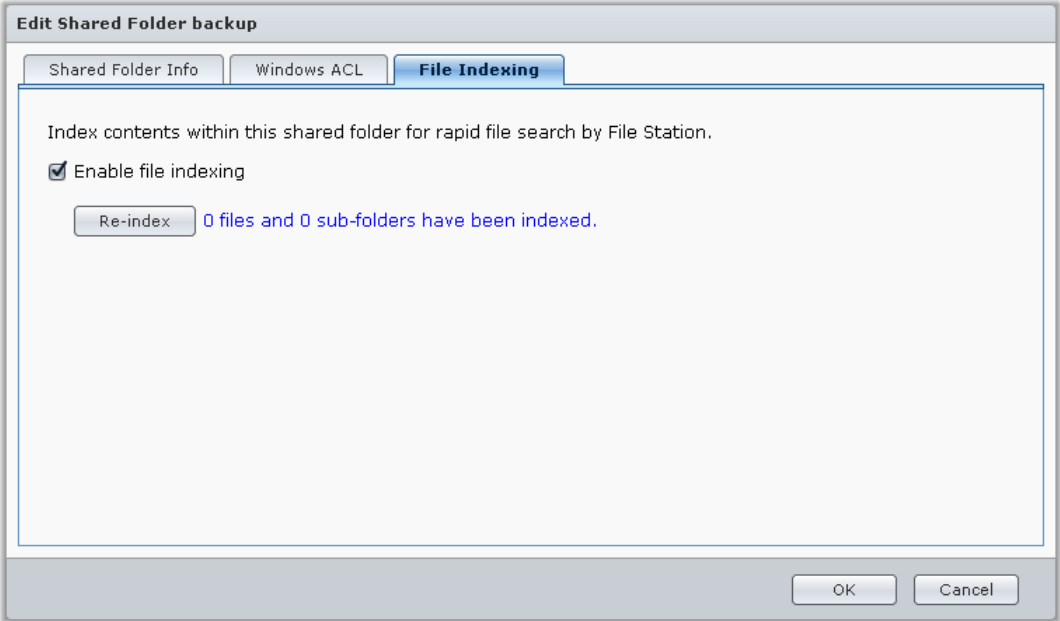 Edit Shared Folder backup
Shared Folder Info Windows ACL File Indexing
Index contents within this shared folder for rapid file search by File Station.
Enable file indexing
Re-index 0 files and 0 sub-folders have been indexed.
OK Cancel